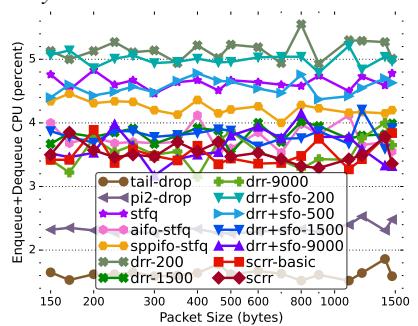 Enqueue+Dequeue CPU (percent)
5
4
3
2
tail-drop drr-9000
pi2-drop drr+sfo-200
stfq drr+sfo-500
aifo-stfq drr+sfo-1500
sppifo-stfq drr+sfo-9000
drr-200 scrr-basic
drr-1500 scrr
150 200 300 400 500 600 800 1000 1500
Packet Size (bytes)